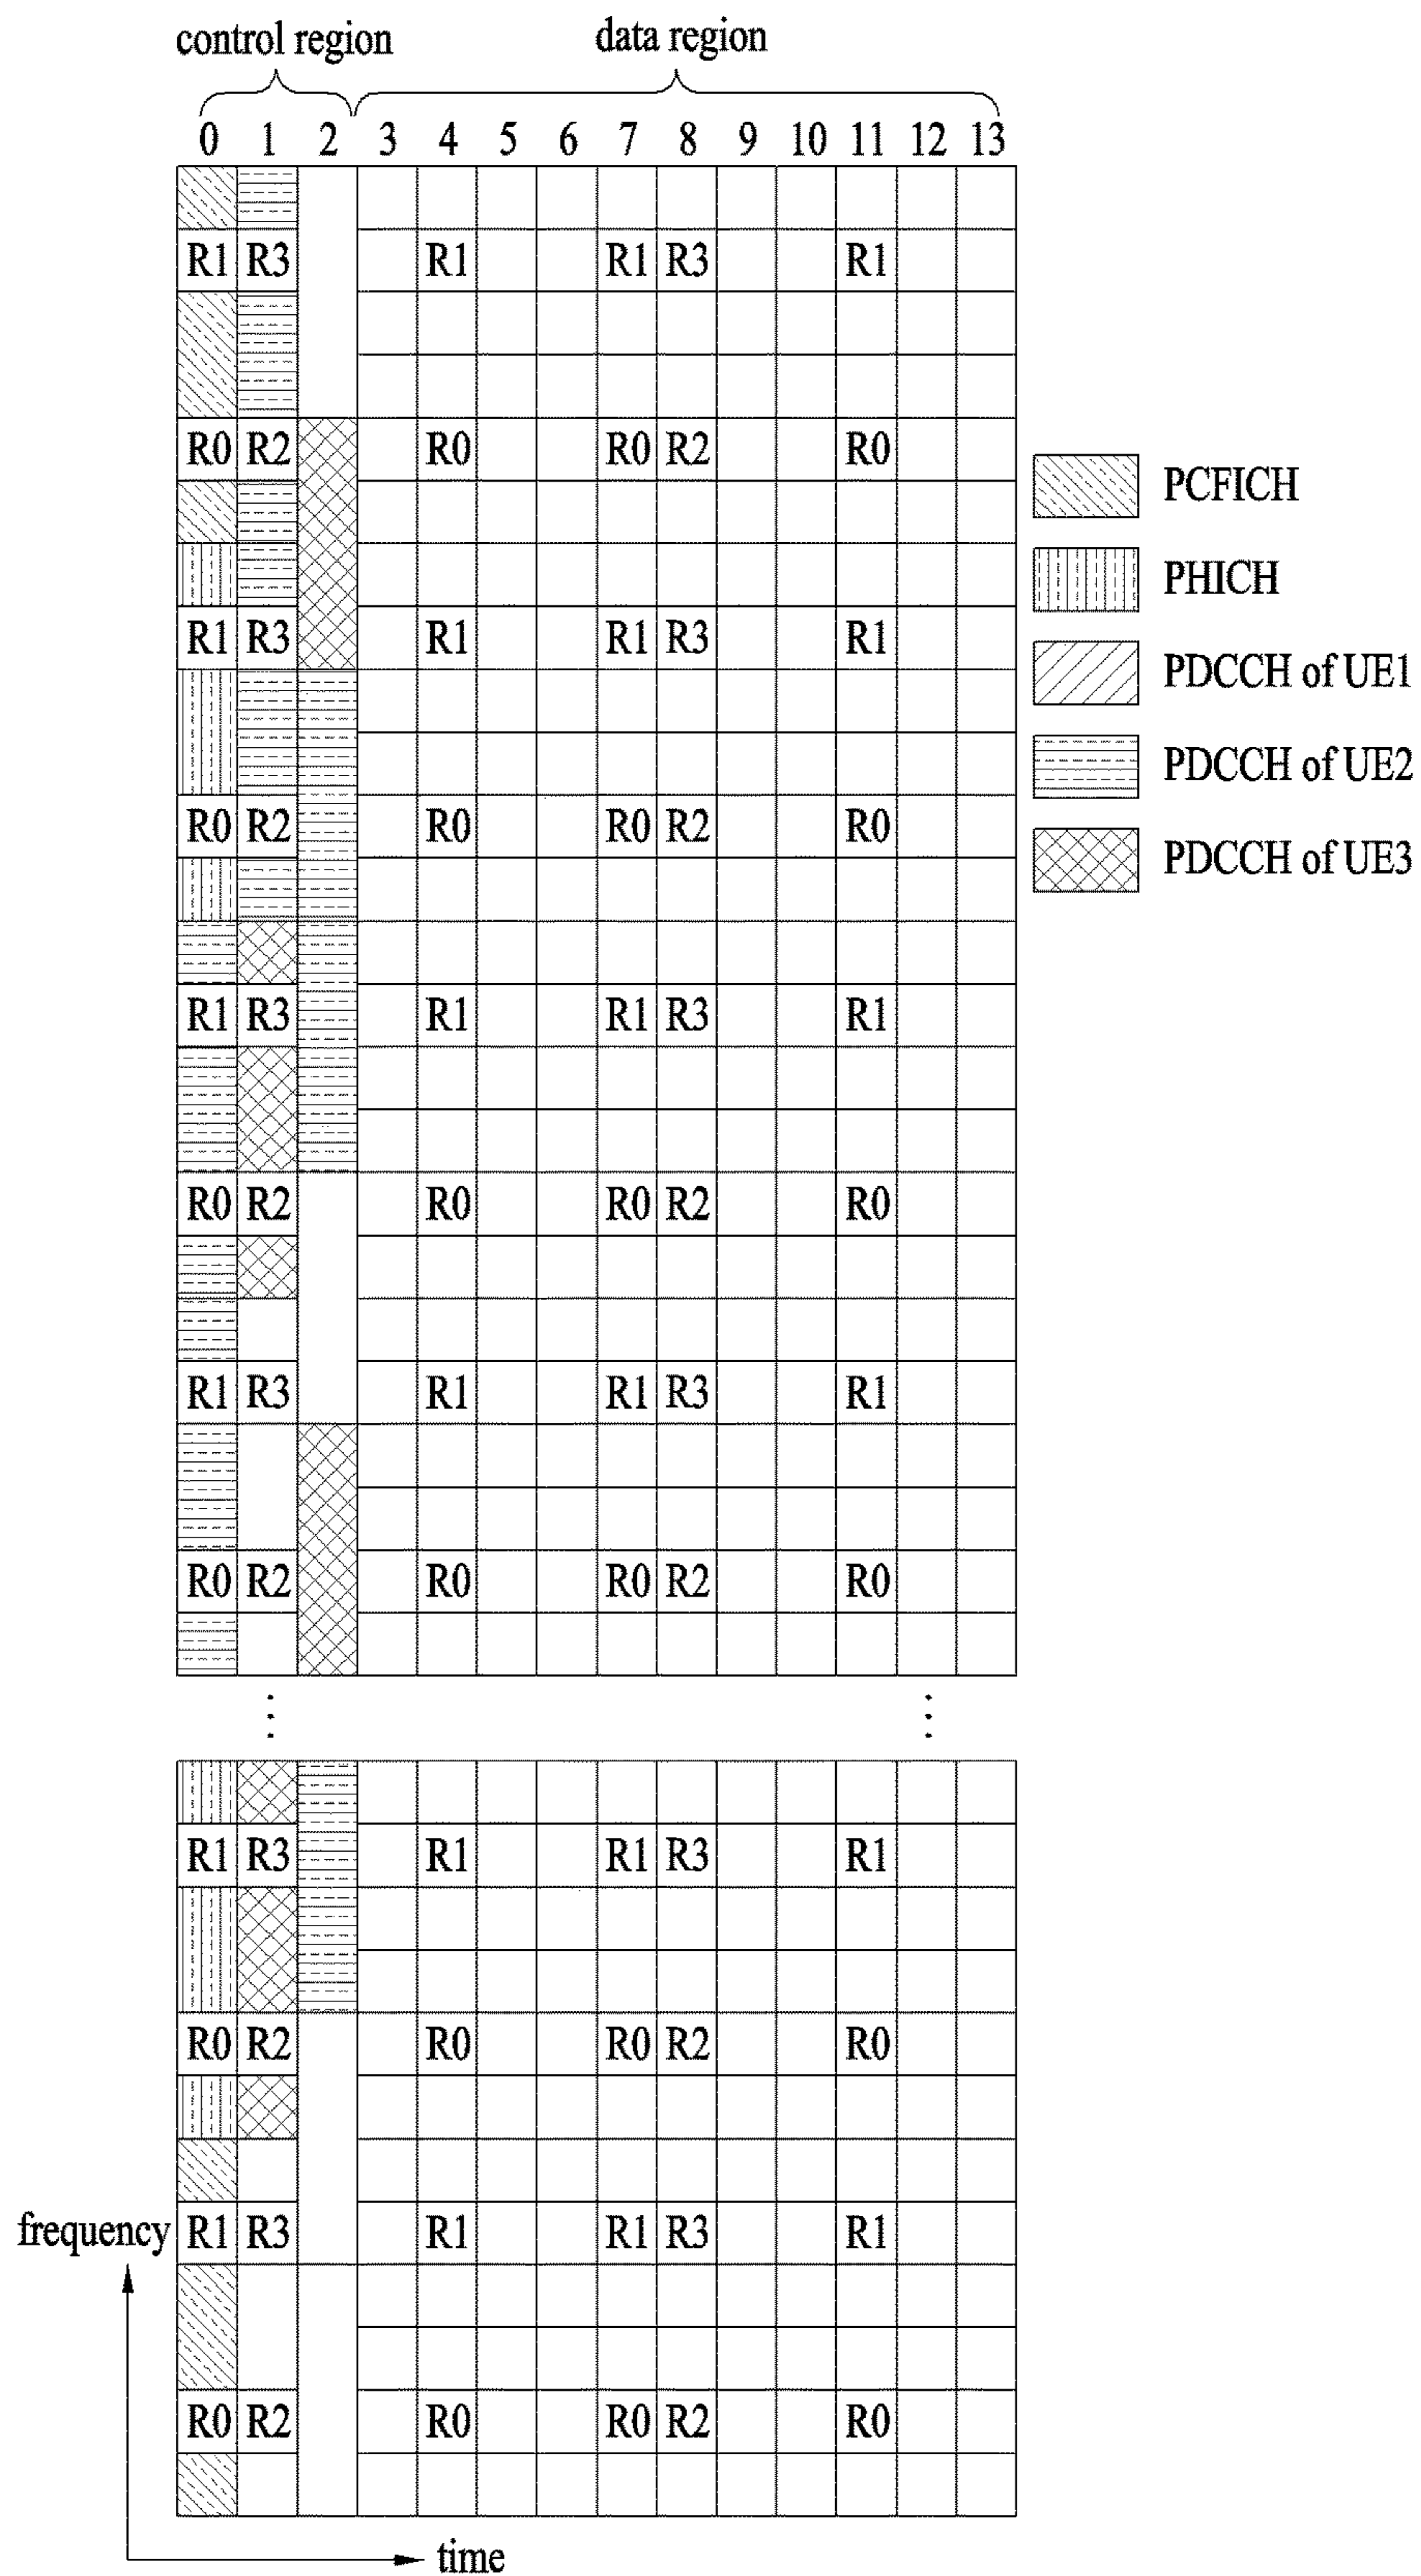 control region data region
0 1 2 3 4 5 6 7 8 9 10 11 12 13
R1 R3 R1 R1 R3 R1
R0 R2 R0 R0 R2 R0
PCFICH
PHICH
R1 R3 R1 R1 R3 R1
PDCCH of UE1
PDCCH of UE2
R0 R2 R0 R0 R2 R0
PDCCH of UE3
R1 R3 R1 R1 R3 R1
R0 R2 R0 R0 R2 R0
R1 R3 R1 R1 R3 R1
R0 R2 R0 R0 R2 R0
R1 R3 R1 R1 R3 R1
R0 R2 R0 R0 R2 R0
frequency R1 R3 R1 R1 R3 R1
R0 R2 R0 R0 R2 R0
time